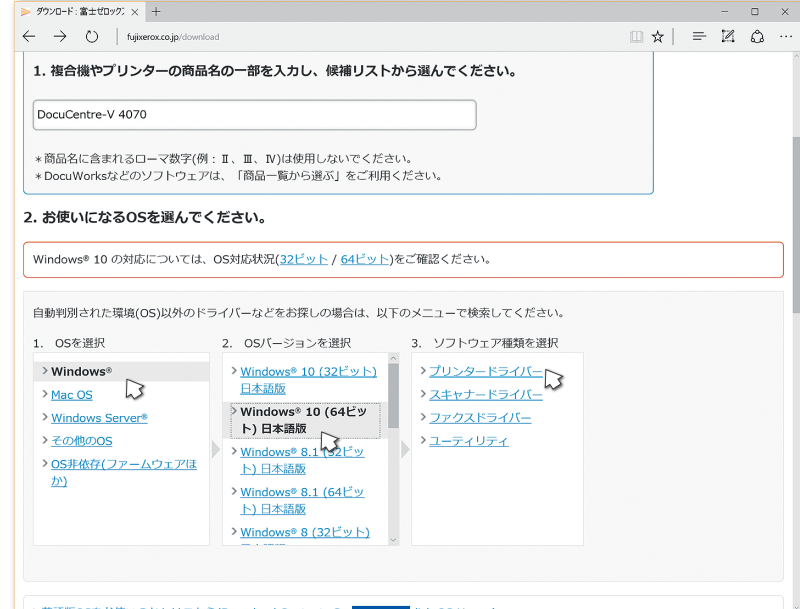 ダウンロード : 富士ゼロックス
fujixerox.co.jp/download
1. 複合機やプリンターの商品名の一部を入力し、候補リストから選んでください。
DocuCentre-V 4070
＊商品名に含まれるローマ数字(例：Ⅱ、Ⅲ、Ⅳ)は使用しないでください。
＊DocuWorksなどのソフトウェアは、「商品一覧から選ぶ」をご利用ください。
2. お使いになるOSを選んでください。
Windows® 10 の対応については、OS対応状況(32ビット / 64ビット)をご確認ください。
自動判別された環境(OS)以外のドライバーなどをお探しの場合は、以下のメニューで検索してください。
1. OSを選択
Windows®
Mac OS
Windows Server®
その他のOS
OS非依存(ファームウェアほ
か)
2. OSバージョンを選択
Windows® 10 (32ビット)
日本語版
Windows® 10 (64ビッ
ト) 日本語版
Windows® 8.1 (32ビッ
ト) 日本語版
Windows® 8.1 (64ビッ
ト) 日本語版
Windows® 8 (32ビット)
3. ソフトウェア種類を選択
プリンタードライバー
スキャナードライバー
ファクスドライバー
ユーティリティ